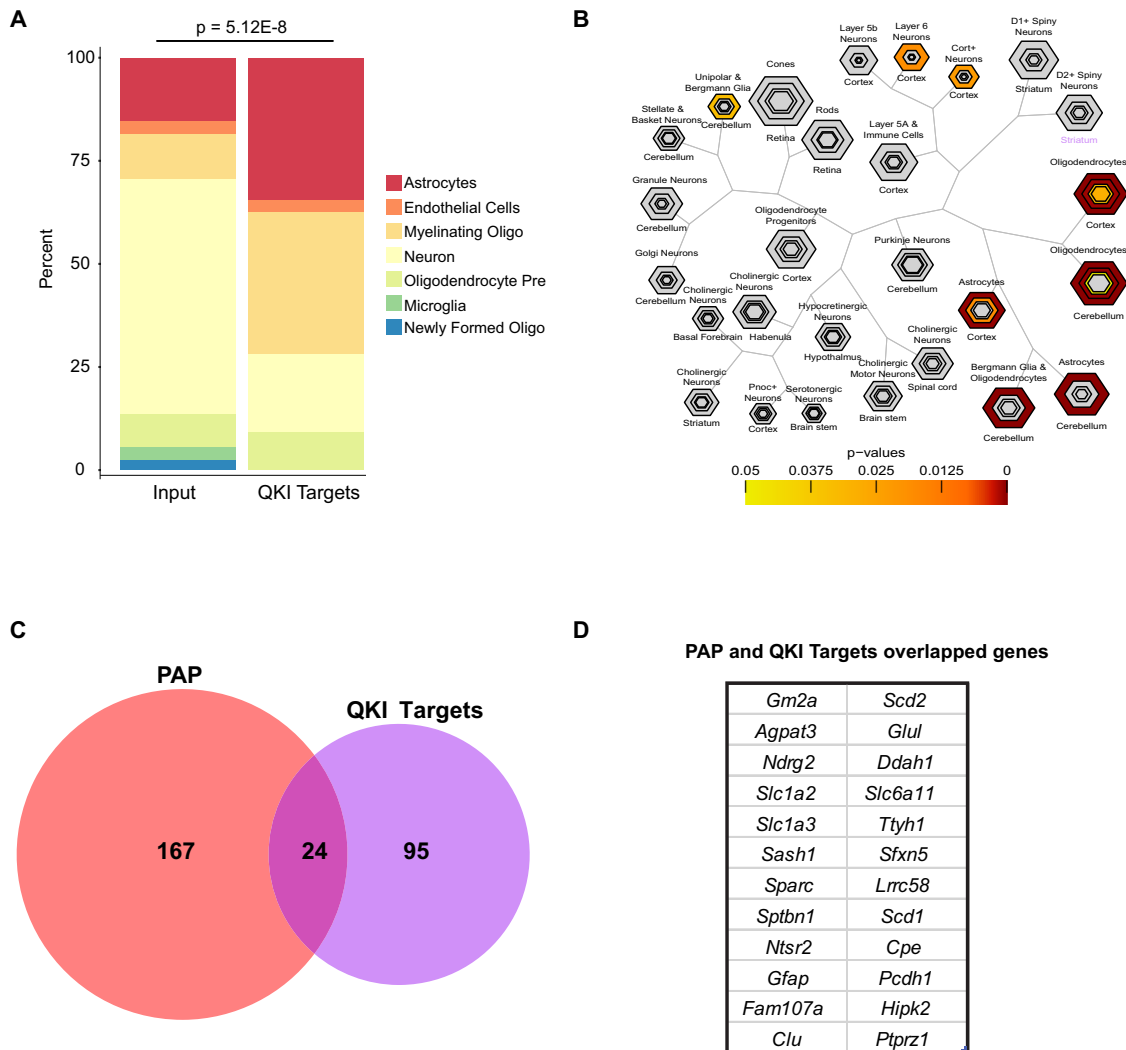 A
p = 5.12E-8
Percent
100
75
50
25
0
Input
QKI Targets
Astrocytes
Endothelial Cells
Myelinating Oligo
Neuron
Oligodendrocyte Pre
Microglia
Newly Formed Oligo
B
Layer 5b
Neurons
Cortex
Layer 6
Neurons
Cortex
Cort+
Neurons
Cortex
D1+ Spiny
Neurons
Striatum
D2+ Spiny
Neurons
Striatum
Cones
Retina
Rods
Retina
Unipolar &
Bergmann Glia
Cerebellum
Stellate &
Basket Neurons
Cerebellum
Layer 5A &
Immune Cells
Cortex
Oligodendrocytes
Cortex
Granule Neurons
Cerebellum
Oligodendrocyte
Progenitors
Cortex
Purkinje Neurons
Cerebellum
Oligodendrocytes
Cerebellum
Golgi Neurons
Cerebellum
Cholinergic
Neurons
Basal Forebrain
Cholinergic
Neurons
Habenula
Hypocretinergic
Neurons
Hypothalmus
Astrocytes
Cortex
Cholinergic
Neurons
Spinal cord
Cholinergic
Motor Neurons
Brain stem
Bergmann Glia &
Oligodendrocytes
Cerebellum
Astrocytes
Cerebellum
Cholinergic
Neurons
Striatum
Pnoc+
Neurons
Cortex
Serotonergic
Neurons
Brain stem
p-values
0.05 0.0375 0.025 0.0125 0
C
PAP
QKI Targets
167
24
95
D
PAP and QKI Targets overlapped genes
Gm2a Scd2
Agpat3 Glul
Ndrg2 Ddah1
Slc1a2 Slc6a11
Slc1a3 Ttyh1
Sash1 Sfxn5
Sparc Lrrc58
Sptbn1 Scd1
Ntsr2 Cpe
Gfap Pcdh1
Fam107a Hipk2
Clu Ptprz1